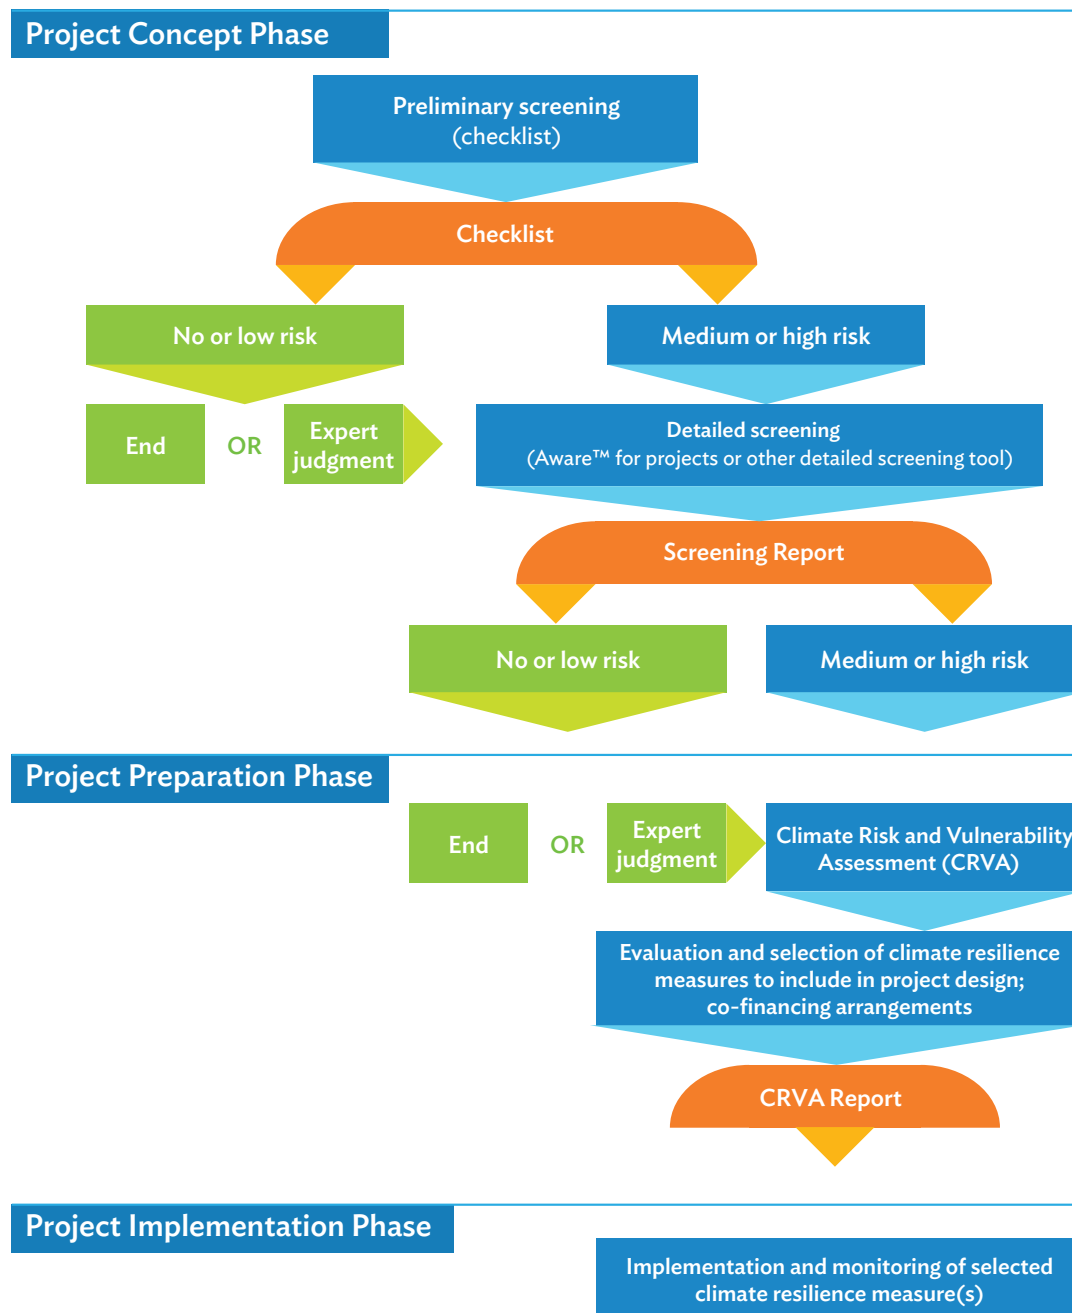 Project Concept Phase
Preliminary screening
(checklist)
Checklist
No or low risk
Medium or high risk
End
OR
Expert
judgment
Detailed screening
(Aware™ for projects or other detailed screening tool)
Screening Report
No or low risk
Medium or high risk
Project Preparation Phase
End
OR
Expert
judgment
Climate Risk and Vulnerability
Assessment (CRVA)
Evaluation and selection of climate resilience
measures to include in project design;
co-financing arrangements
CRVA Report
Project Implementation Phase
Implementation and monitoring of selected
climate resilience measure(s)